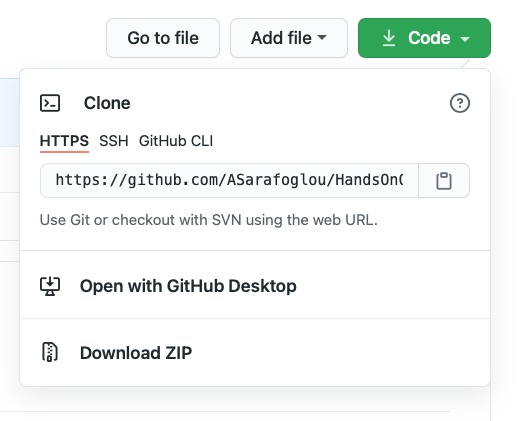 Go to file Add file Code
Clone
HTTPS SSH GitHub CLI
https://github.com/ASarafoglou/HandsOn
Use Git or checkout with SVN using the web URL.
Open with GitHub Desktop
Download ZIP